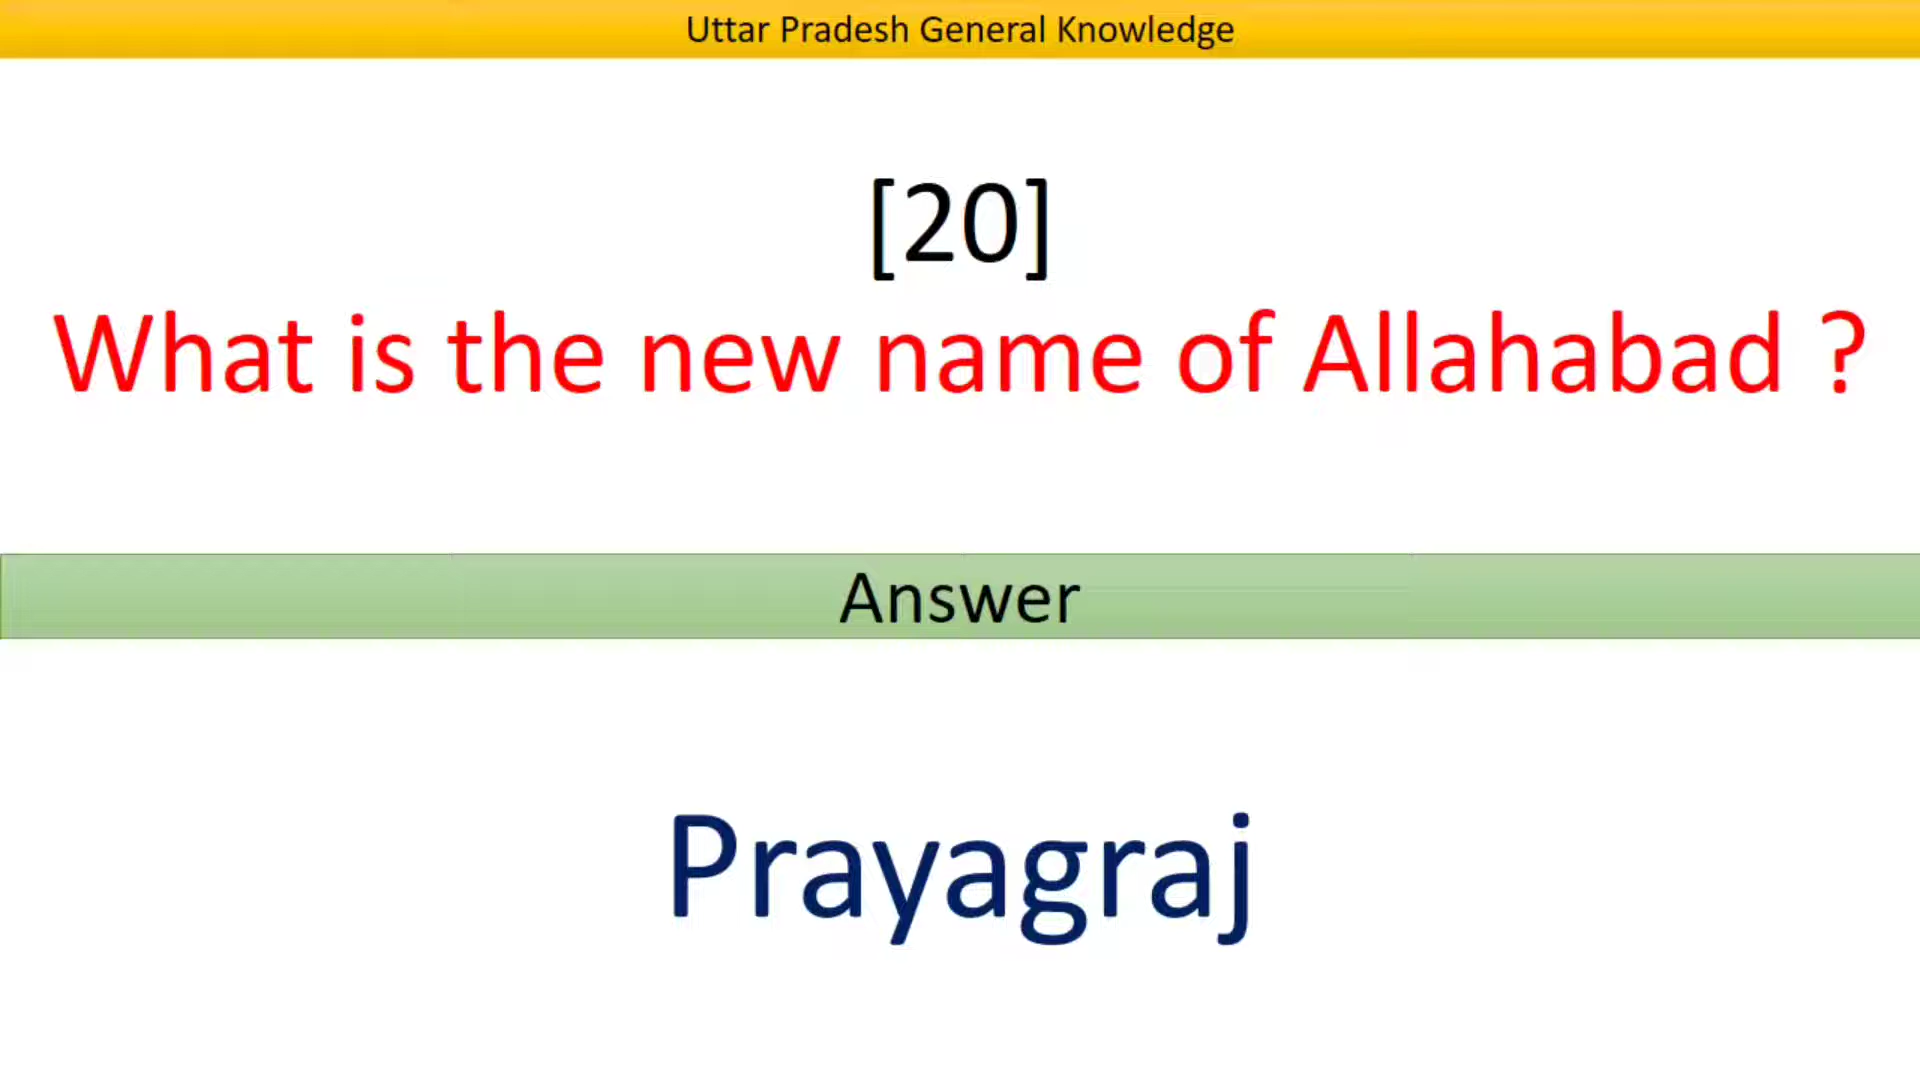 Uttar Pradesh General Knowledge
[20]
What is the new name of Allahabad ?
Answer
Prayagraj